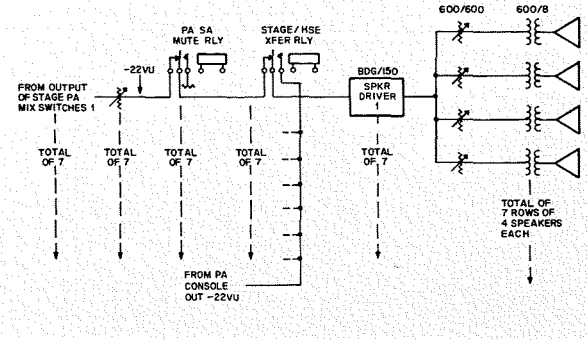 600/600
600/8
PA SA
MUTE RLY
STAGE/HSE
XFER RLY
-22VU
BDG/150
SPKR
DRIVER
1
FROM OUTPUT
OF STAGE PA
MIX SWITCHES 1
TOTAL
OF 7
TOTAL
OF 7
TOTAL
OF 7
TOTAL
OF 7
TOTAL
OF 7
TOTAL OF
7 ROWS OF
4 SPEAKERS
EACH
FROM PA
CONSOLE
OUT -22VU